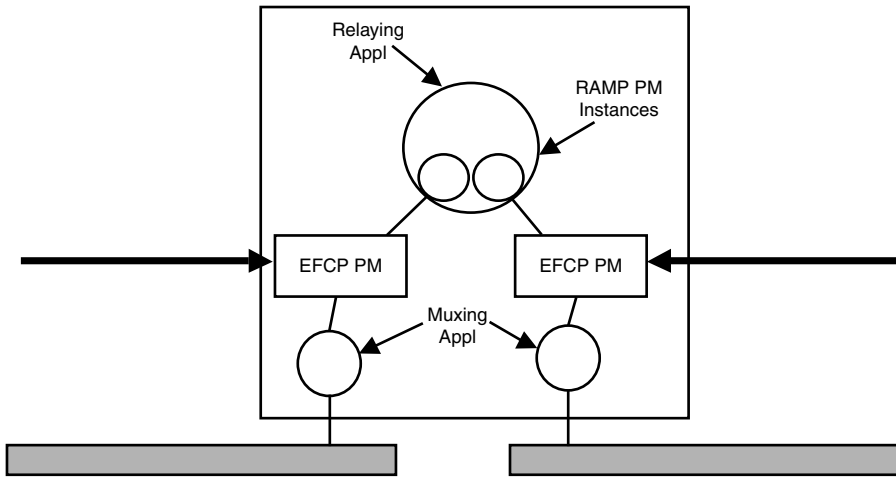 Relaying
Appl
RAMP PM
Instances
EFCP PM
EFCP PM
Muxing
Appl